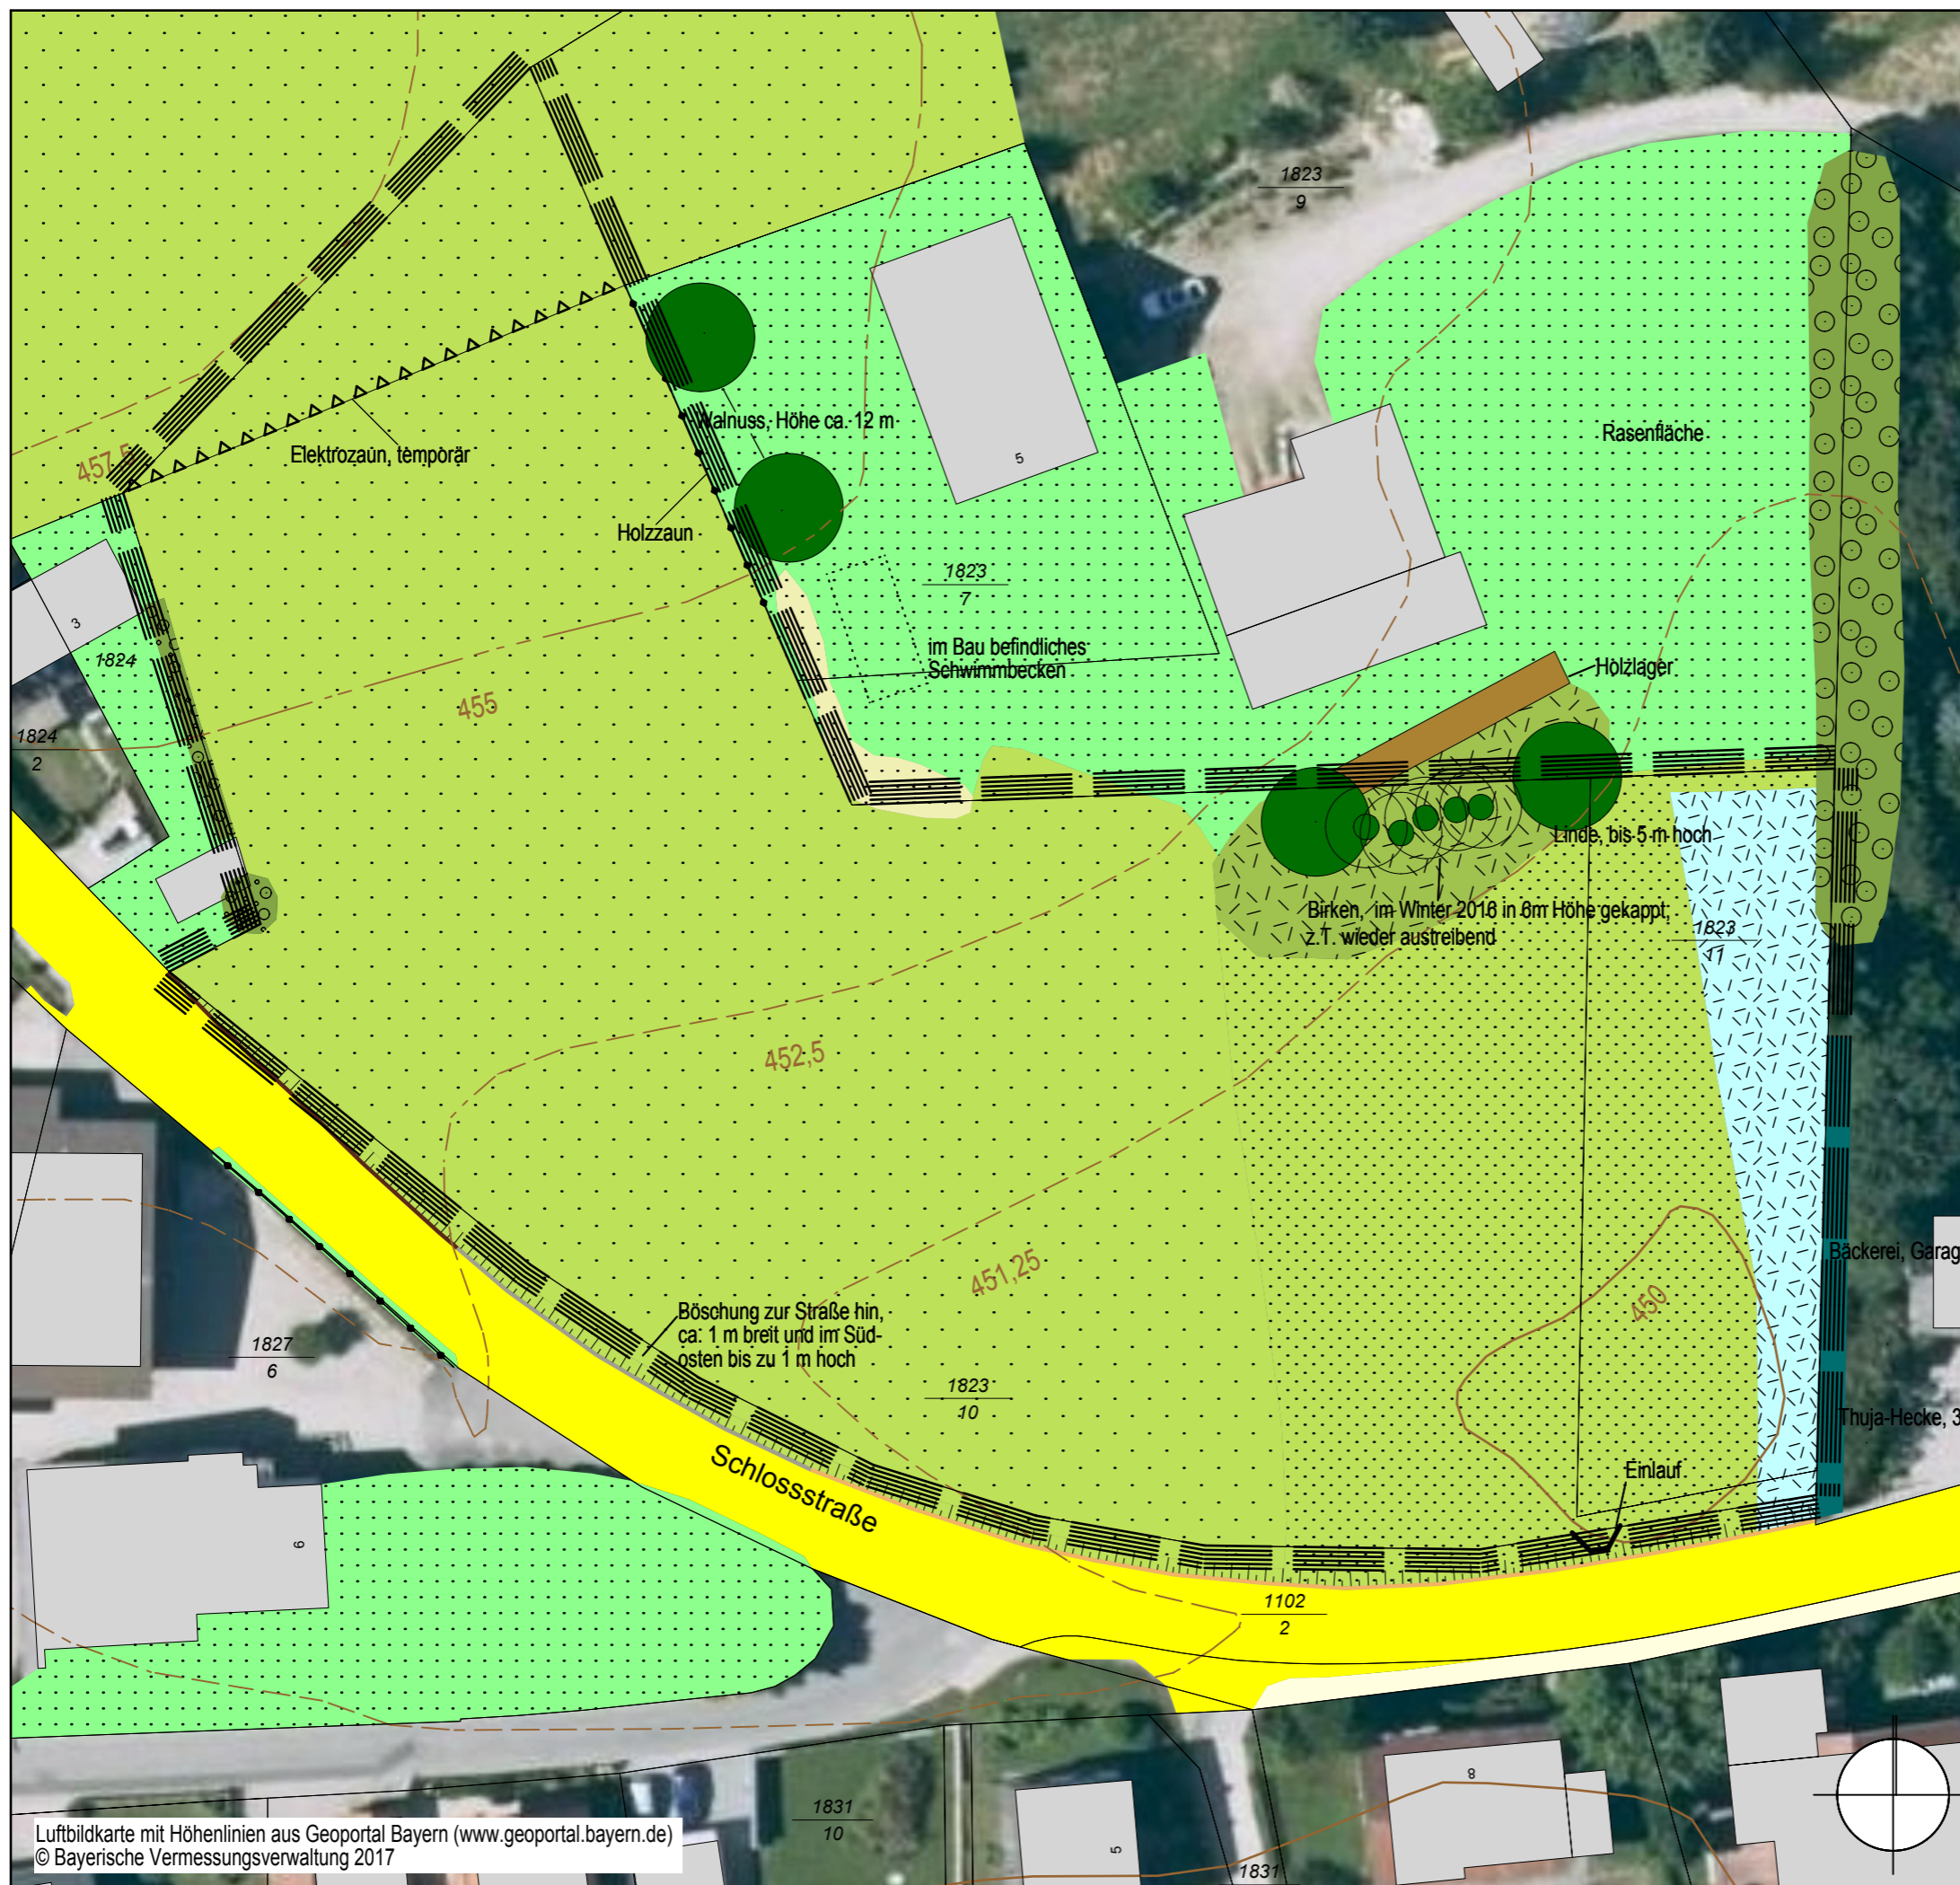 1823
9
Rasenfläche
Walnuss, Höhe ca. 12 m
5
457,5
Elektrozaun, temporär
Holzzaun
1823
7
3
1824
im Bau befindliches
Schwimmbecken
Holzlager
455
1824
2
Linde, bis 5 m hoch
Birken, im Winter 2016 in 6m Höhe gekappt,
z.T. wieder austreibend
1823
11
452,5
451,25
450
Bäckerei, Garag
Böschung zur Straße hin,
ca. 1 m breit und im Süd-
osten bis zu 1 m hoch
1827
6
1823
10
Thuja-Hecke, 3
Schlossstraße
Einlauf
1102
2
1831
10
8
5
1831
Luftbildkarte mit Höhenlinien aus Geoportal Bayern (www.geoportal.bayern.de)
© Bayerische Vermessungsverwaltung 2017